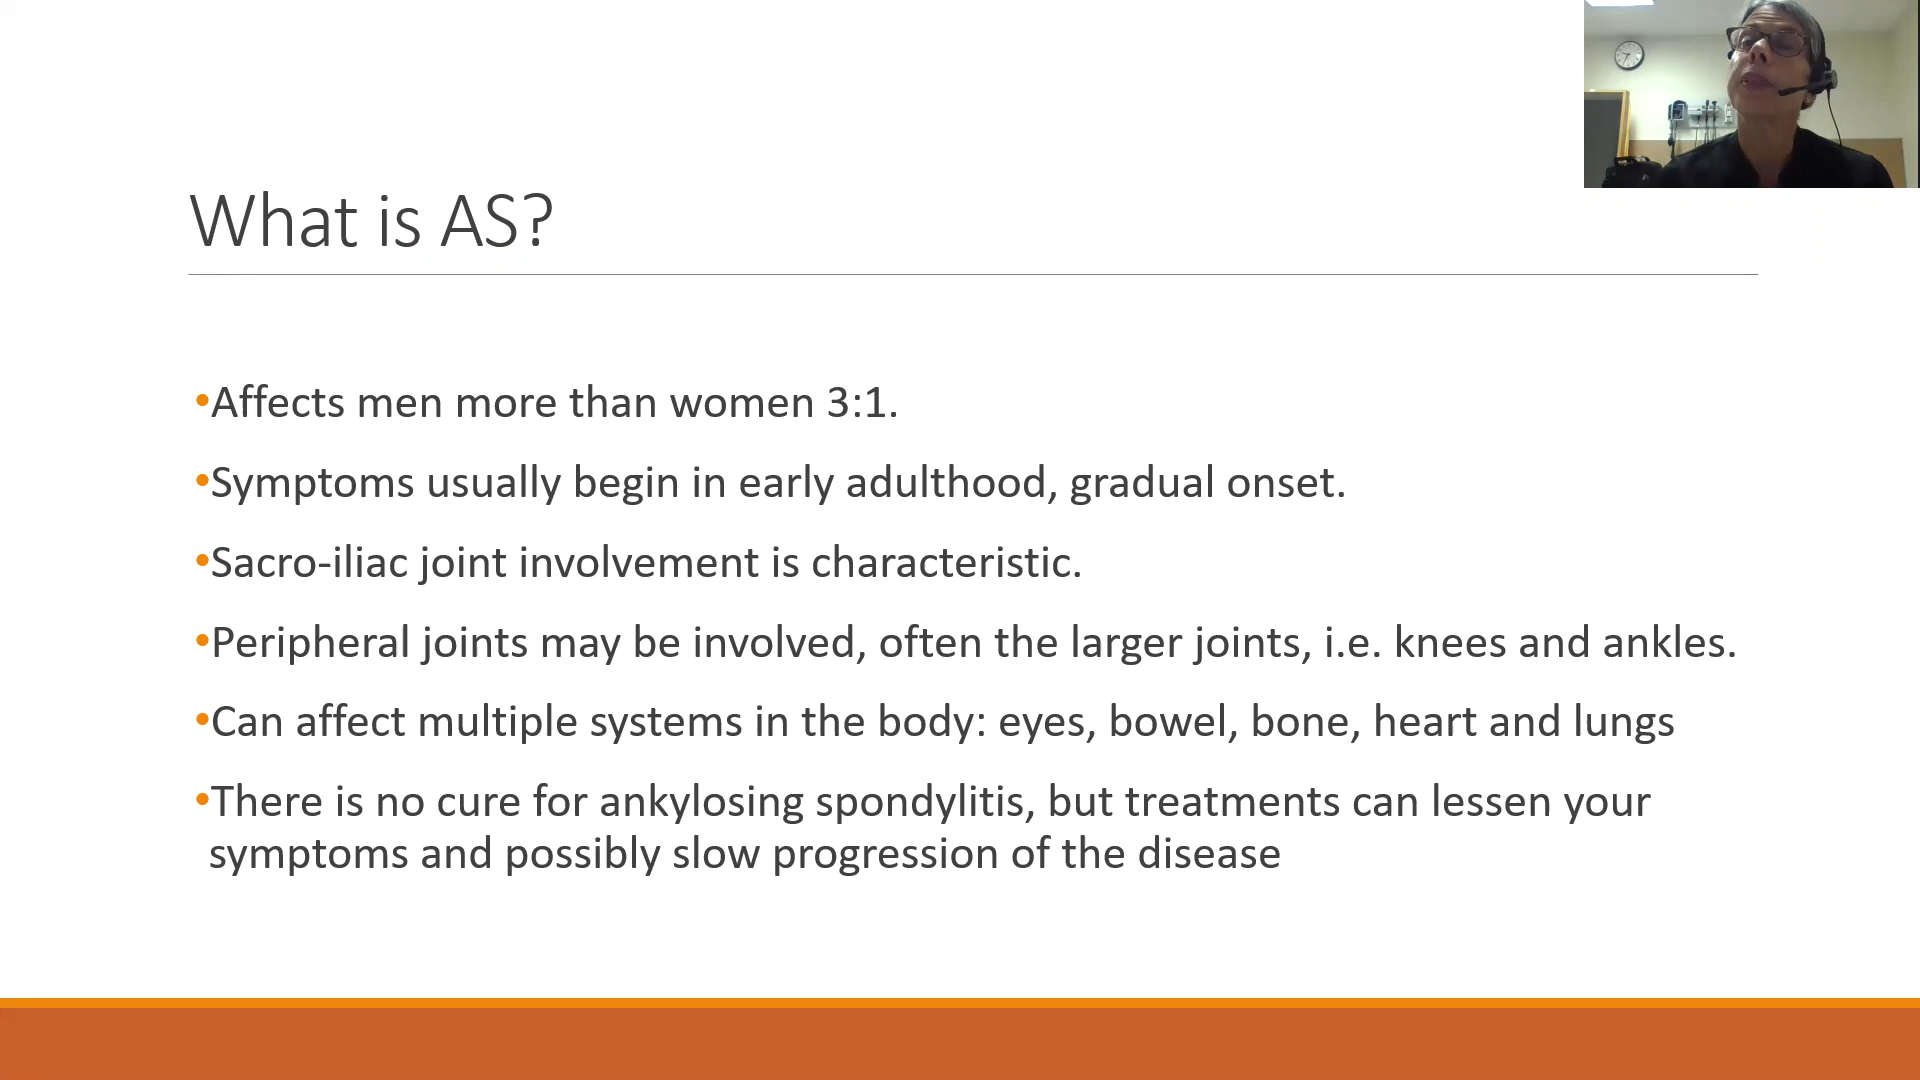 What is AS?
•Affects men more than women 3:1.
•Symptoms usually begin in early adulthood, gradual onset.
•Sacro-iliac joint involvement is characteristic.
•Peripheral joints may be involved, often the larger joints, i.e. knees and ankles.
•Can affect multiple systems in the body: eyes, bowel, bone, heart and lungs
•There is no cure for ankylosing spondylitis, but treatments can lessen your
symptoms and possibly slow progression of the disease